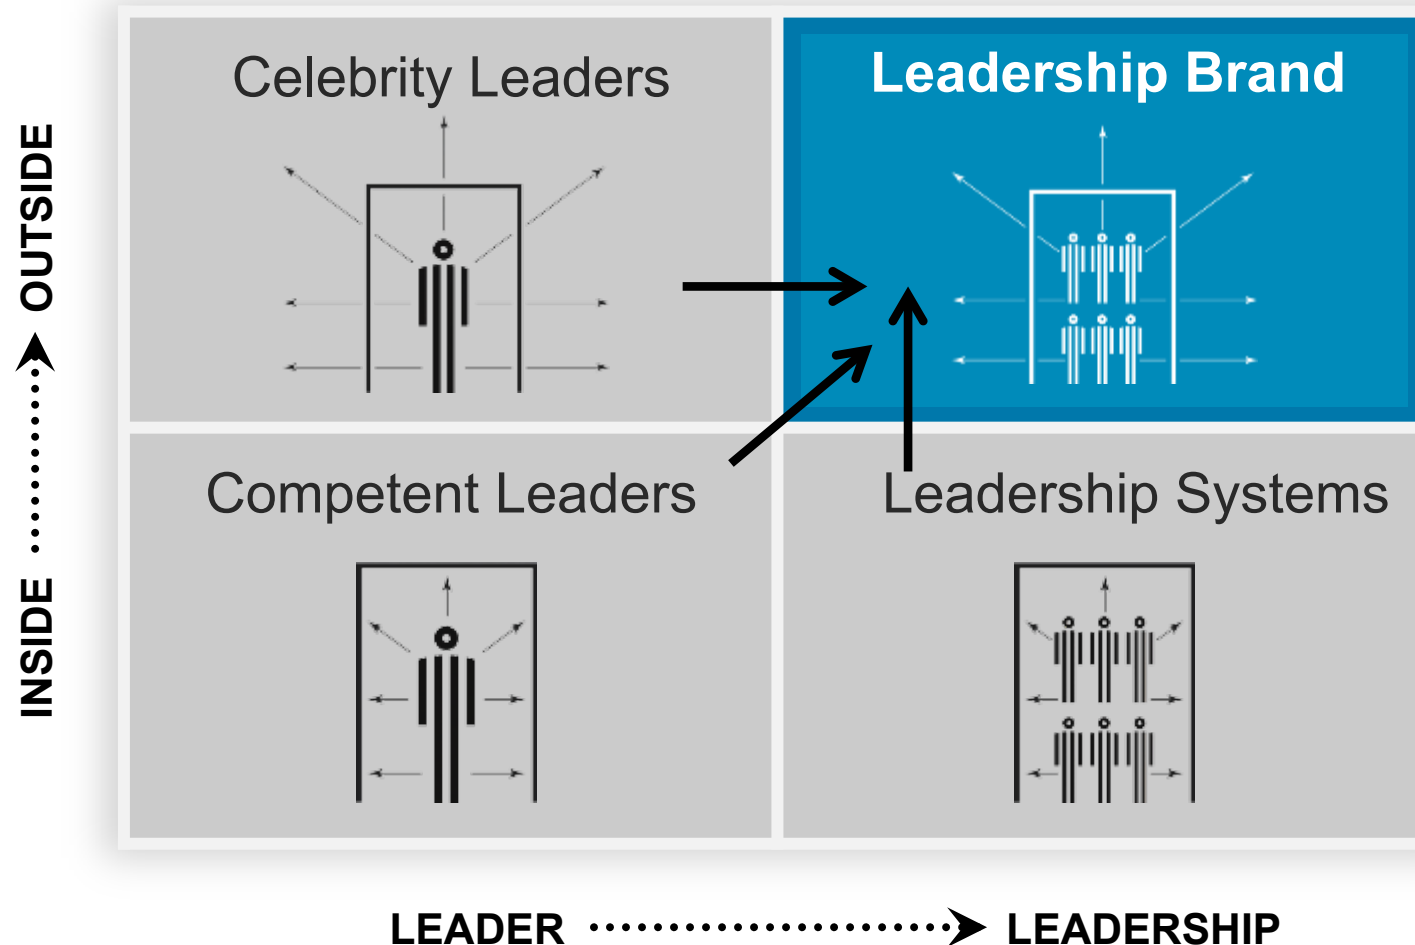 Celebrity Leaders
Leadership Brand
OUTSIDE
Competent Leaders
Leadership Systems
INSIDE
LEADER
LEADERSHIP